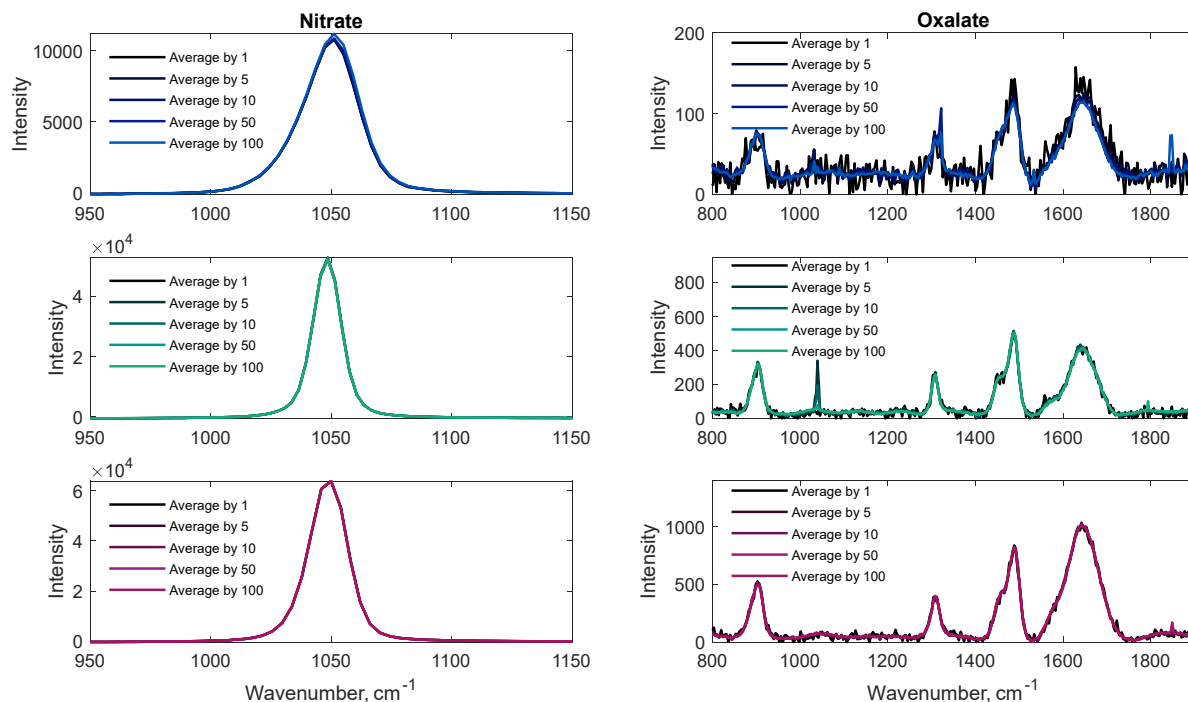 Nitrate
Intensity
10000
5000
0
Average by 1
Average by 5
Average by 10
Average by 50
Average by 100
950
1000
1050
1100
1150
Oxalate
Intensity
200
100
0
Average by 1
Average by 5
Average by 10
Average by 50
Average by 100
800
1000
1200
1400
1600
1800
×10⁴
Intensity
4
2
0
Average by 1
Average by 5
Average by 10
Average by 50
Average by 100
950
1000
1050
1100
1150
Intensity
800
600
400
200
0
Average by 1
Average by 5
Average by 10
Average by 50
Average by 100
800
1000
1200
1400
1600
1800
×10⁴
Intensity
6
4
2
0
Average by 1
Average by 5
Average by 10
Average by 50
Average by 100
950
1000
1050
1100
1150
Wavenumber, cm⁻¹
Intensity
1000
500
0
Average by 1
Average by 5
Average by 10
Average by 50
Average by 100
800
1000
1200
1400
1600
1800
Wavenumber, cm⁻¹